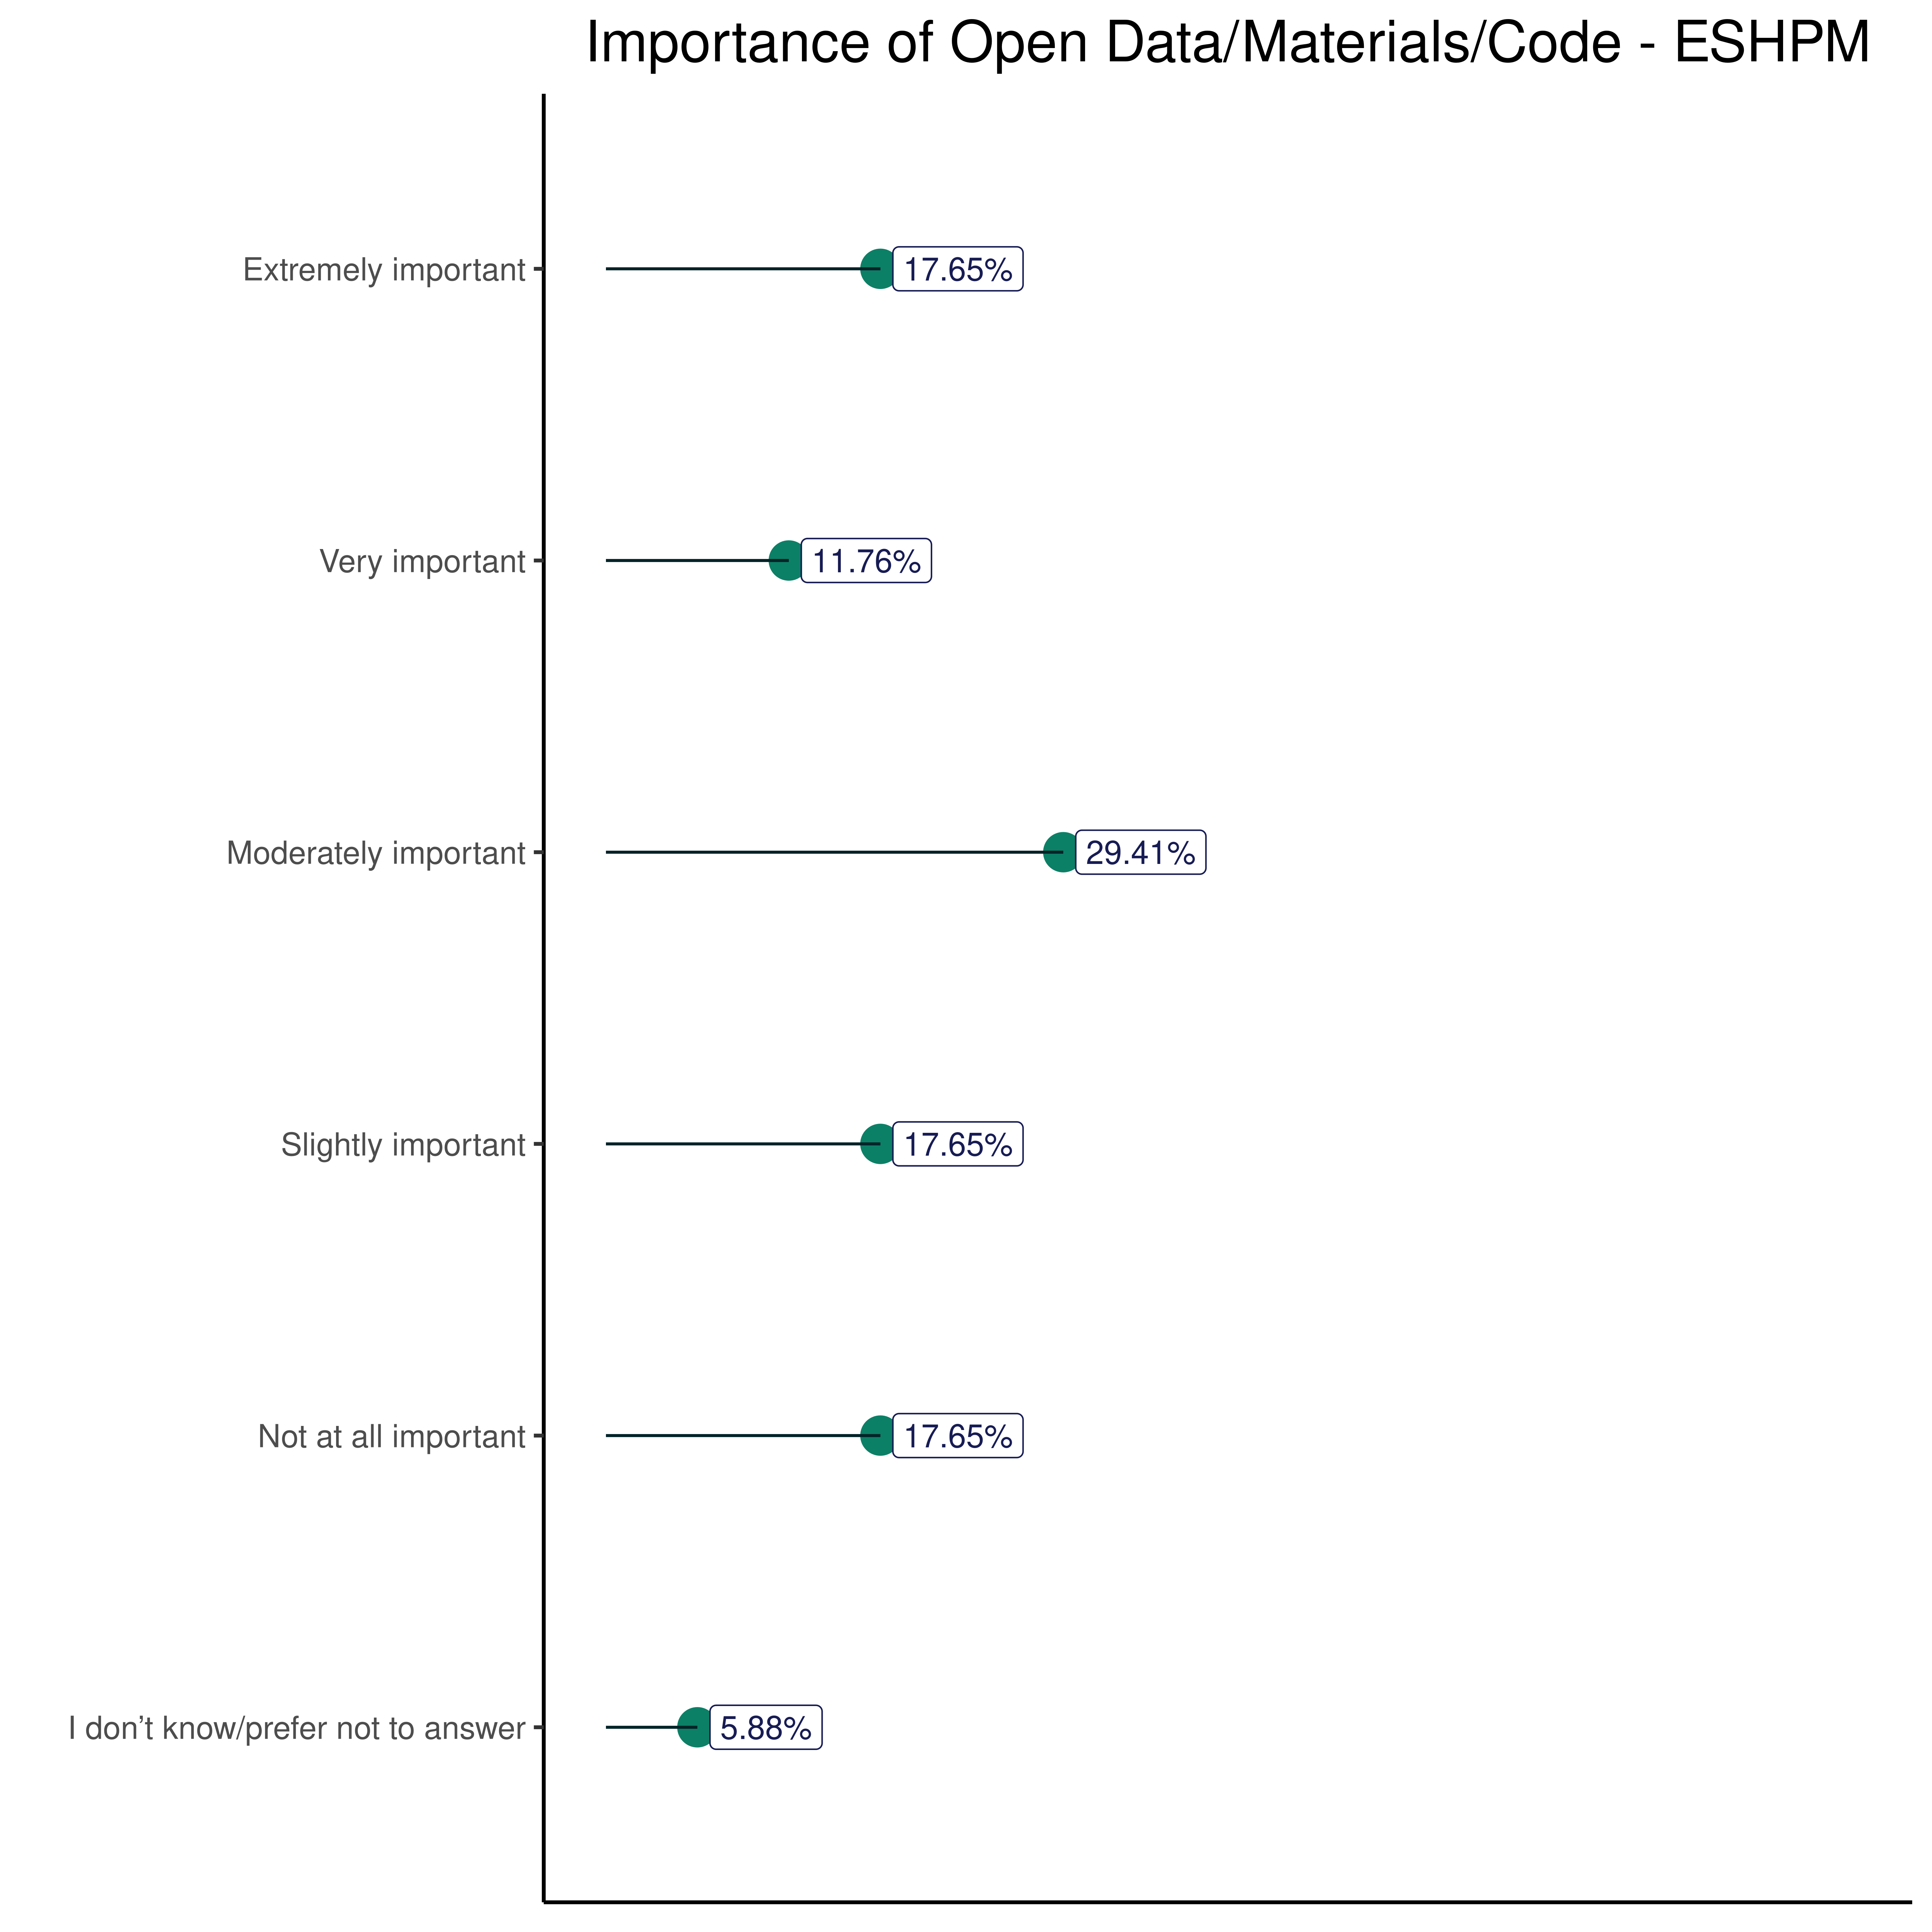 Importance of Open Data/Materials/Code - ESHPM
Extremely important 17.65%
Very important 11.76%
Moderately important 29.41%
Slightly important 17.65%
Not at all important 17.65%
I don’t know/prefer not to answer 5.88%